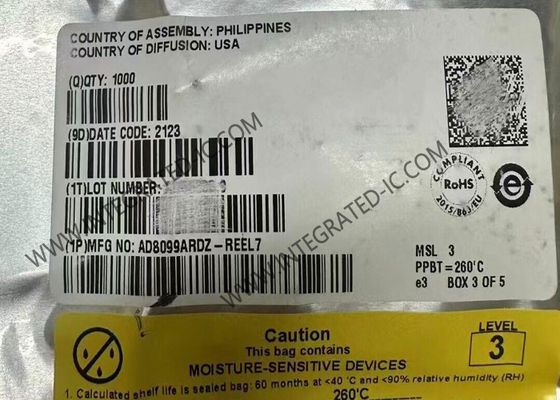 COUNTRY OF ASSEMBLY: PHILIPPINES
COUNTRY OF DIFFUSION: USA
(Q)QTY: 1000
(9D)DATE CODE: 2123
(1T)LOT NUMBER:
(1P)MFG NO: AD8099ARDZ-REEL7
COMPLIANT
RoHS
2015/863/EU
e
MSL 3
PPBT=260°C
e3 BOX 3 OF 5
WWW.INTEGRATED-IC.COM
Caution
This bag contains
MOISTURE-SENSITIVE DEVICES
LEVEL
3
1. Calculated shelf life is sealed bag: 60 months at <40 °C and <90% relative humidity (RH)
260°C